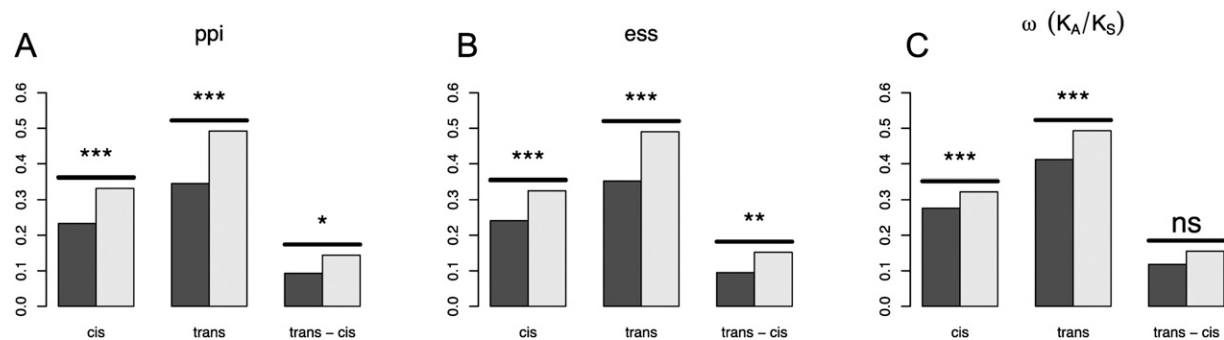 A
ppi
0.0
0.1
0.2
0.3
0.4
0.5
0.6
***
***
*
cis
trans
trans – cis
B
ess
0.0
0.1
0.2
0.3
0.4
0.5
0.6
***
***
**
cis
trans
trans – cis
C
ω (K_A/K_S)
0.0
0.1
0.2
0.3
0.4
0.5
0.6
***
***
ns
cis
trans
trans – cis